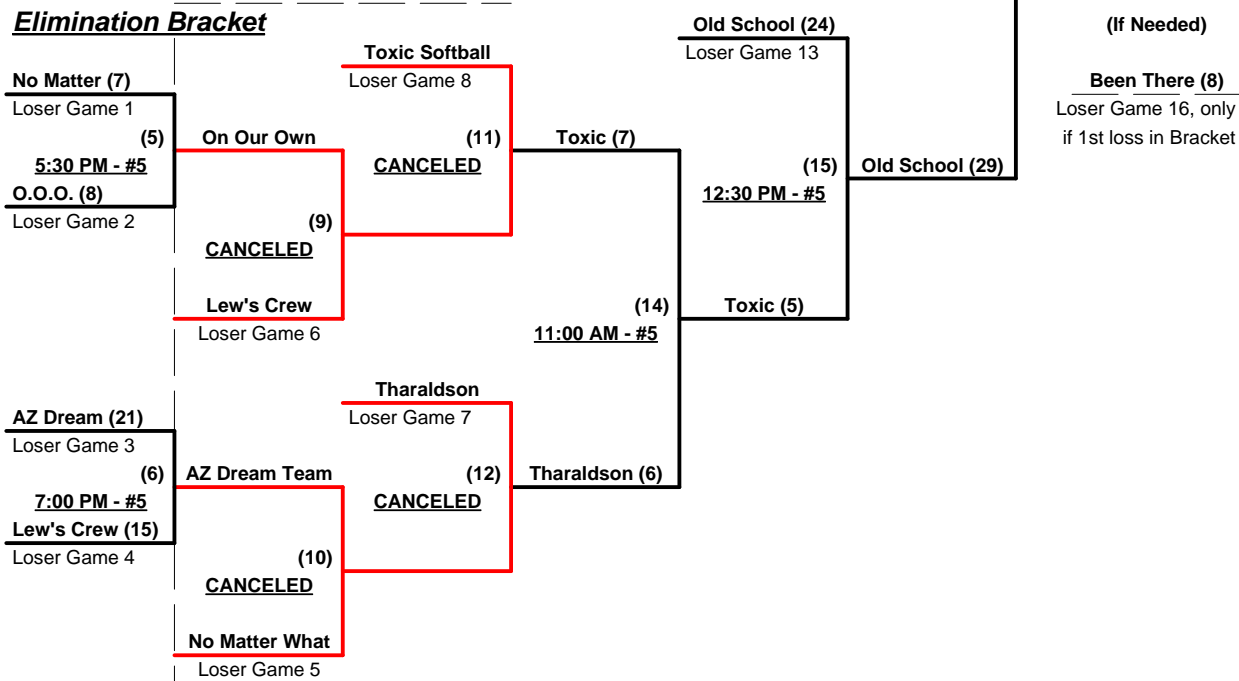 Elimination Bracket
Old School (24)
(If Needed)
Toxic Softball
Loser Game 13
No Matter (7)
Loser Game 8
Been There (8)
Loser Game 1
Loser Game 16, only
(5)
On Our Own
(11)
Toxic (7)
if 1st loss in Bracket
5:30 PM - #5
CANCELED
(15)
Old School (29)
O.O.O. (8)
12:30 PM - #5
Loser Game 2
(9)
CANCELED
Lew's Crew
(14)
Toxic (5)
Loser Game 6
11:00 AM - #5
Tharaldson
AZ Dream (21)
Loser Game 7
Loser Game 3
(6)
AZ Dream Team
(12)
Tharaldson (6)
7:00 PM - #5
CANCELED
Lew's Crew (15)
Loser Game 4
(10)
CANCELED
No Matter What
Loser Game 5